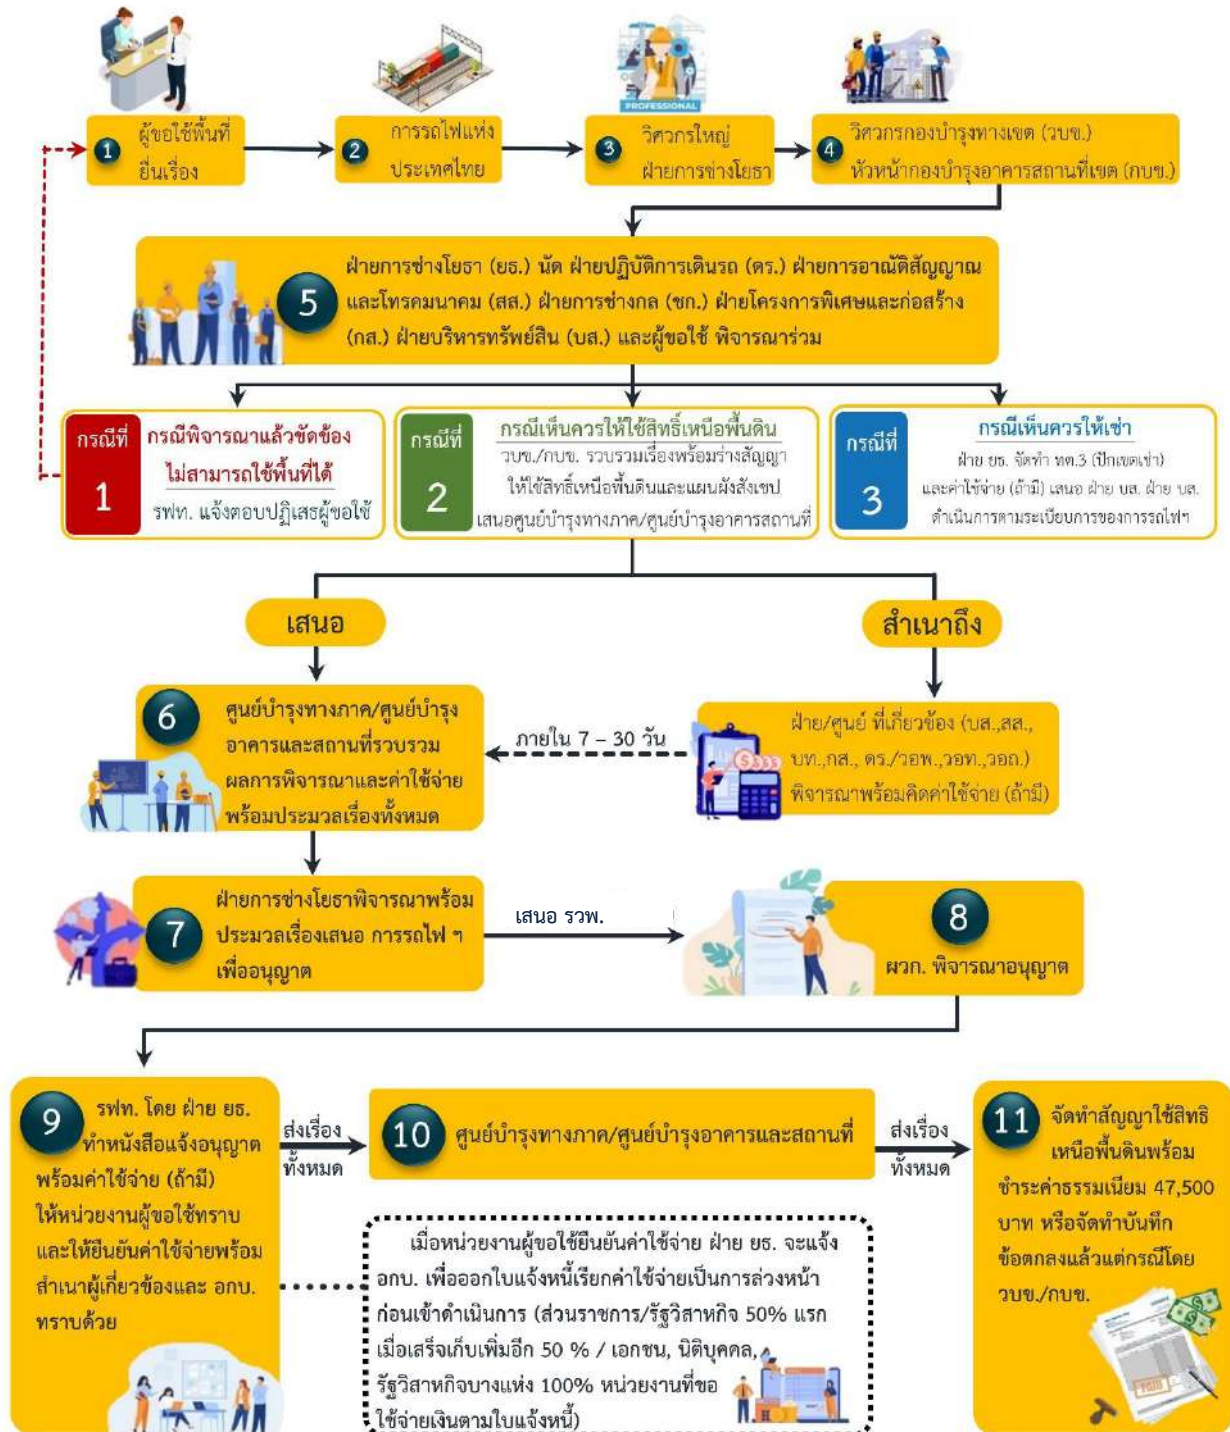 PROFESSIONAL
1
ผู้ขอใช้พื้นที่
ยื่นเรื่อง
2
การรถไฟแห่ง
ประเทศไทย
3
วิศวกรใหญ่
ฝ่ายการช่างโยธา
4
วิศวกรกองบำรุงทางเขต (วบข.)
หัวหน้ากองบำรุงอาคารสถานที่เขต (กบข.)
5
ฝ่ายการช่างโยธา (ยธ.) นัด ฝ่ายปฏิบัติการเดินรถ (ดร.) ฝ่ายการอาณัติสัญญาณ
และโทรคมนาคม (สส.) ฝ่ายการช่างกล (ชก.) ฝ่ายโครงการพิเศษและก่อสร้าง
(กส.) ฝ่ายบริหารทรัพย์สิน (บส.) และผู้ขอใช้ พิจารณาร่วม
กรณีที่
1
กรณีพิจารณาแล้วขัดข้อง
ไม่สามารถใช้พื้นที่ได้
รฟท. แจ้งตอบปฏิเสธผู้ขอใช้
กรณีที่
2
กรณีเห็นควรให้ใช้สิทธิ์เหนือพื้นดิน
วบข./กบข. รวบรวมเรื่องพร้อมร่างสัญญา
ให้ใช้สิทธิ์เหนือพื้นดินและแผนผังสังเขป
เสนอศูนย์บำรุงทางภาค/ศูนย์บำรุงอาคารสถานที่
กรณีที่
3
กรณีเห็นควรให้เช่า
ฝ่าย ยธ. จัดทำ ทต.3 (ปักเขตเช่า)
และค่าใช้จ่าย (ถ้ามี) เสนอ ฝ่าย บส. ฝ่าย บส.
ดำเนินการตามระเบียบการของการรถไฟฯ
เสนอ
สำเนาถึง
6
ศูนย์บำรุงทางภาค/ศูนย์บำรุง
อาคารและสถานที่รวบรวม
ผลการพิจารณาและค่าใช้จ่าย
พร้อมประมวลเรื่องทั้งหมด
ภายใน 7 – 30 วัน
ฝ่าย/ศูนย์ ที่เกี่ยวข้อง (บส.,สส.,
บท.,กส., ดร./วอพ.,วอท.,วอถ.)
พิจารณาพร้อมคิดค่าใช้จ่าย (ถ้ามี)
7
ฝ่ายการช่างโยธาพิจารณาพร้อม
ประมวลเรื่องเสนอ การรถไฟ ฯ
เพื่ออนุญาต
เสนอ รวพ.
8
ผวก. พิจารณาอนุญาต
9
รฟท. โดย ฝ่าย ยธ.
ทำหนังสือแจ้งอนุญาต
พร้อมค่าใช้จ่าย (ถ้ามี)
ให้หน่วยงานผู้ขอใช้ทราบ
และให้ยืนยันค่าใช้จ่ายพร้อม
สำเนาผู้เกี่ยวข้องและ อกบ.
ทราบด้วย
ส่งเรื่อง
ทั้งหมด
10
ศูนย์บำรุงทางภาค/ศูนย์บำรุงอาคารและสถานที่
ส่งเรื่อง
ทั้งหมด
11
จัดทำสัญญาใช้สิทธิ
เหนือพื้นดินพร้อม
ชำระค่าธรรมเนียม 47,500
บาท หรือจัดทำบันทึก
ข้อตกลงแล้วแต่กรณีโดย
วบข./กบข.
เมื่อหน่วยงานผู้ขอใช้ยืนยันค่าใช้จ่าย ฝ่าย ยธ. จะแจ้ง
อกบ. เพื่อออกใบแจ้งหนี้เรียกค่าใช้จ่ายเป็นการล่วงหน้า
ก่อนเข้าดำเนินการ (ส่วนราชการ/รัฐวิสาหกิจ 50% แรก
เมื่อเสร็จเก็บเพิ่มอีก 50 % / เอกชน, นิติบุคคล,
รัฐวิสาหกิจบางแห่ง 100% หน่วยงานที่ขอ
ใช้จ่ายเงินตามใบแจ้งหนี้)
PAID